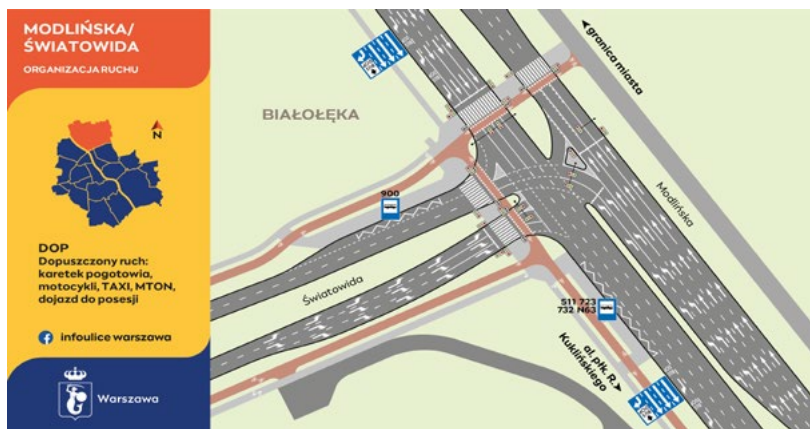 MODLIŃSKA/
ŚWIATOWIDA
ORGANIZACJA RUCHU
N
DOP
Dopuszczony ruch:
karetek pogotowia,
motocykli, TAXI, MTON,
dojazd do posesji
infoulice warszawa
Warszawa
BIAŁOŁĘKA
granica miasta
900
Modlińska
Światowida
511 723
732 N63
al. płk. R.
Kuklińskiego